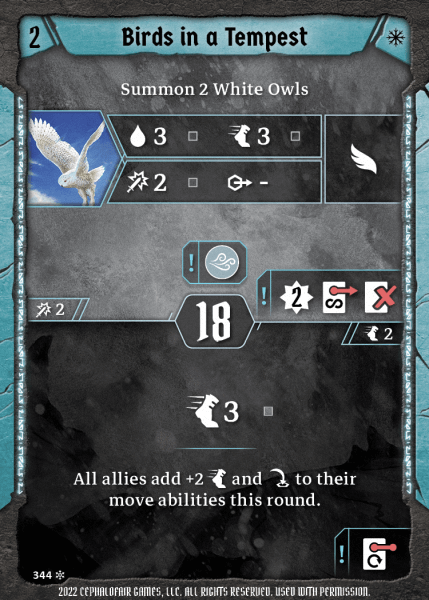 2 Birds in a Tempest
Summon 2 White Owls
3 3
2 -
! !
2
2 18
2
3
All allies add +2 and to their
move abilities this round.
!
344
2022 CEPHALOFAIR GAMES, LLC. ALL RIGHTS RESERVED. USED WITH PERMISSION.